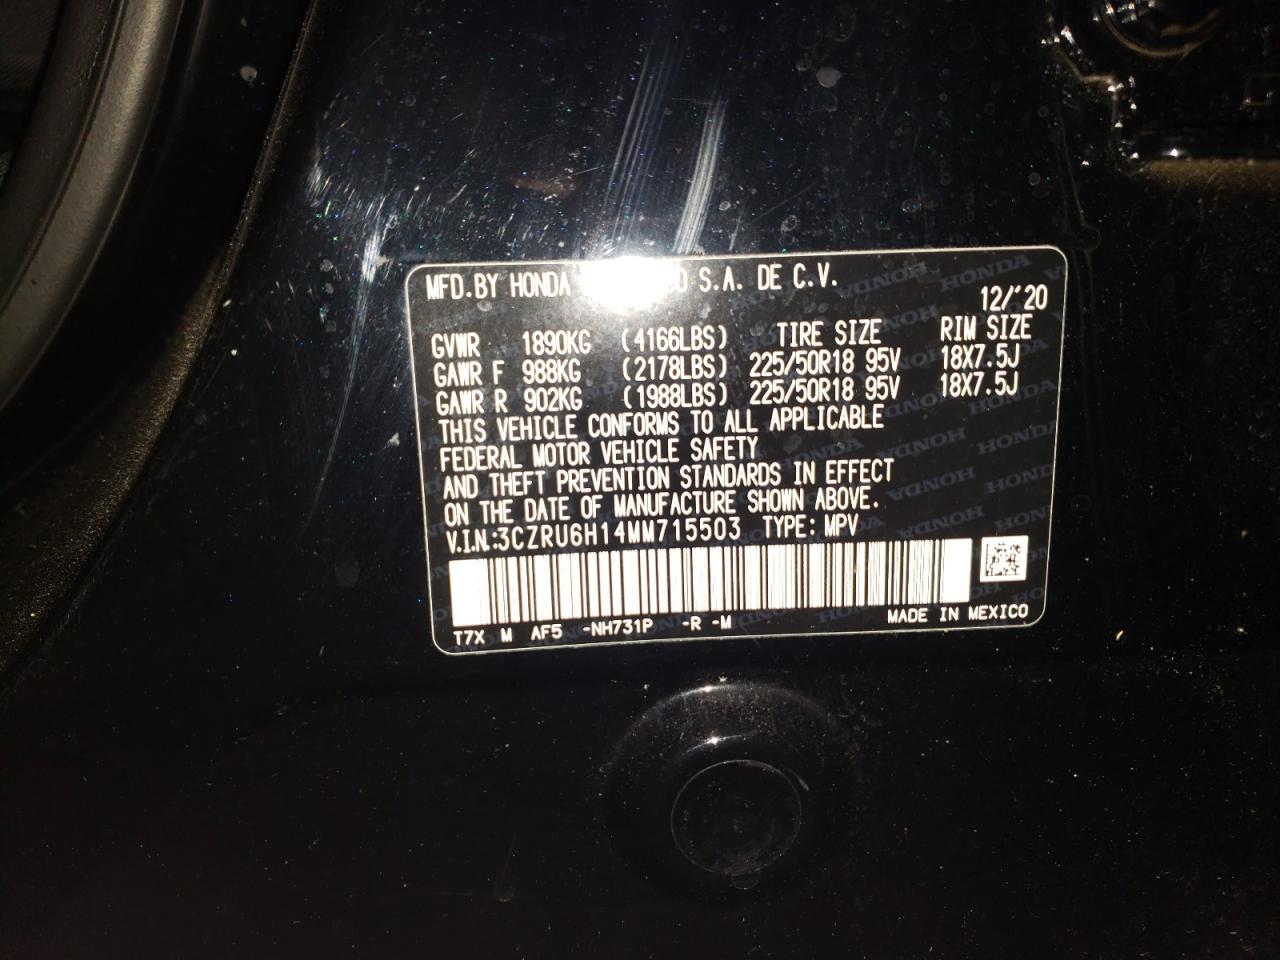 MFD.BY HONDA S.A. DE C.V.
12/'20
GVWR 1890KG (4166LBS) TIRE SIZE RIM SIZE
GAWR F 988KG (2178LBS) 225/50R18 95V 18X7.5J
GAWR R 902KG (1988LBS) 225/50R18 95V 18X7.5J
THIS VEHICLE CONFORMS TO ALL APPLICABLE
FEDERAL MOTOR VEHICLE SAFETY
AND THEFT PREVENTION STANDARDS IN EFFECT
ON THE DATE OF MANUFACTURE SHOWN ABOVE.
V.I.N.:3CZRU6H14MM715503 TYPE: MPV
T7X M AF5 -NH731P -R -M MADE IN MEXICO